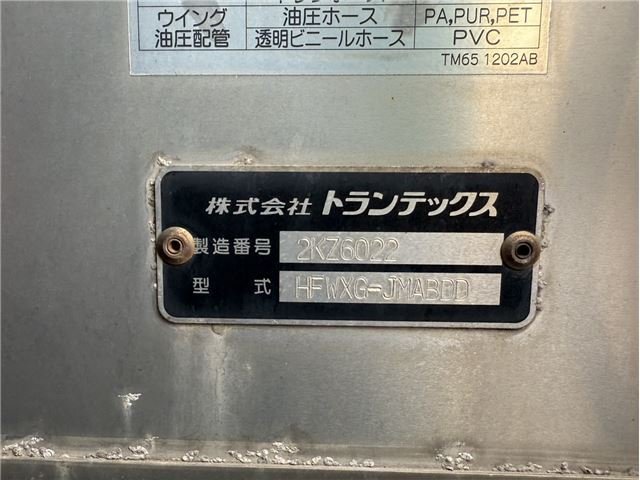 ウイング 油圧ホース PA,PUR,PET
油圧配管 透明ビニールホース PVC
TM65 1202AB
株式会社 トランテックス
製造番号 2KZ6022
型式 HFWXG-JMABDD